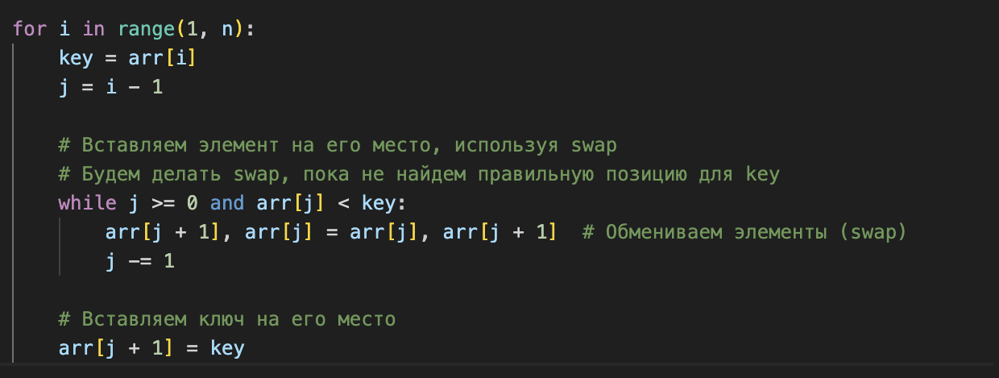 for i in range(1, n):
    key = arr[i]
    j = i - 1
    # Вставляем элемент на его место, используя swap
    # Будем делать swap, пока не найдем правильную позицию для key
    while j >= 0 and arr[j] < key:
        arr[j + 1], arr[j] = arr[j], arr[j + 1]  # Обмениваем элементы (swap)
        j -= 1
    # Вставляем ключ на его место
    arr[j + 1] = key